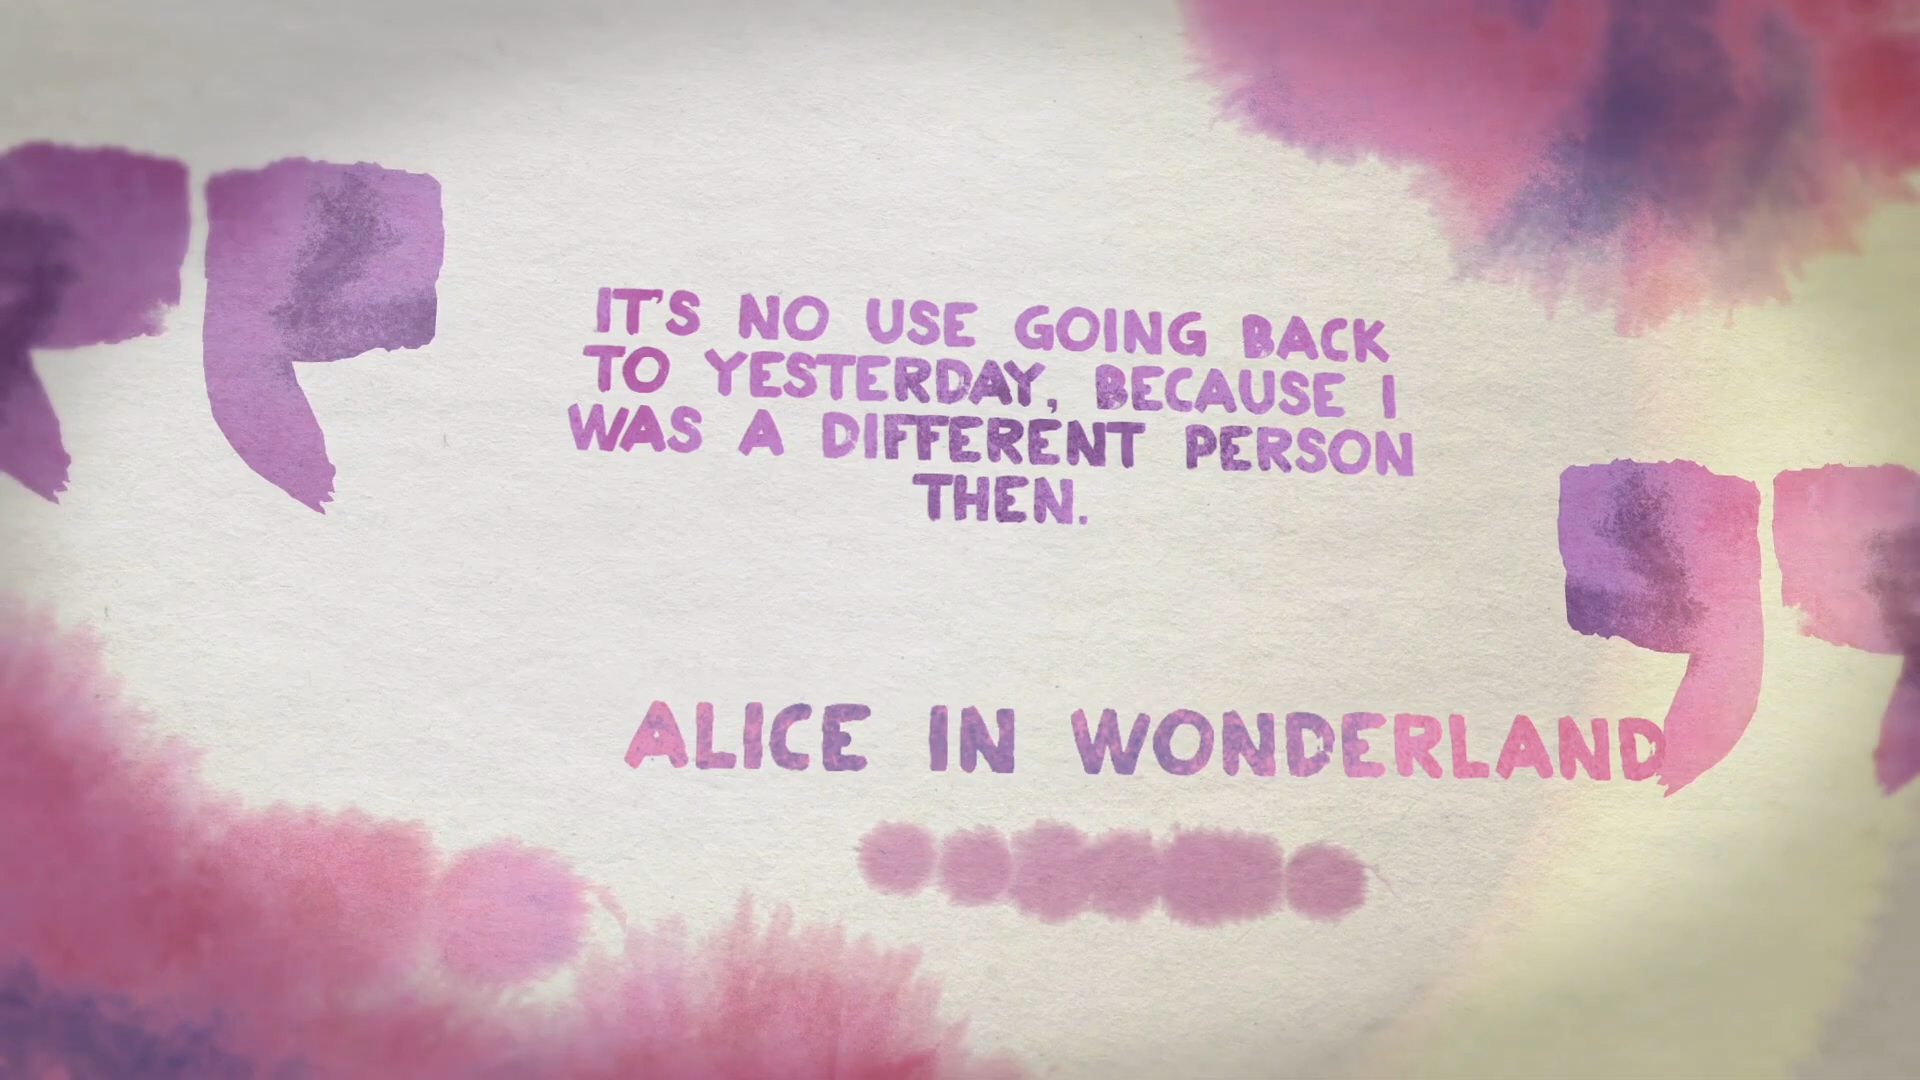 IT'S NO USE GOING BACK
TO YESTERDAY, BECAUSE I
WAS A DIFFERENT PERSON
THEN.
ALICE IN WONDERLAND